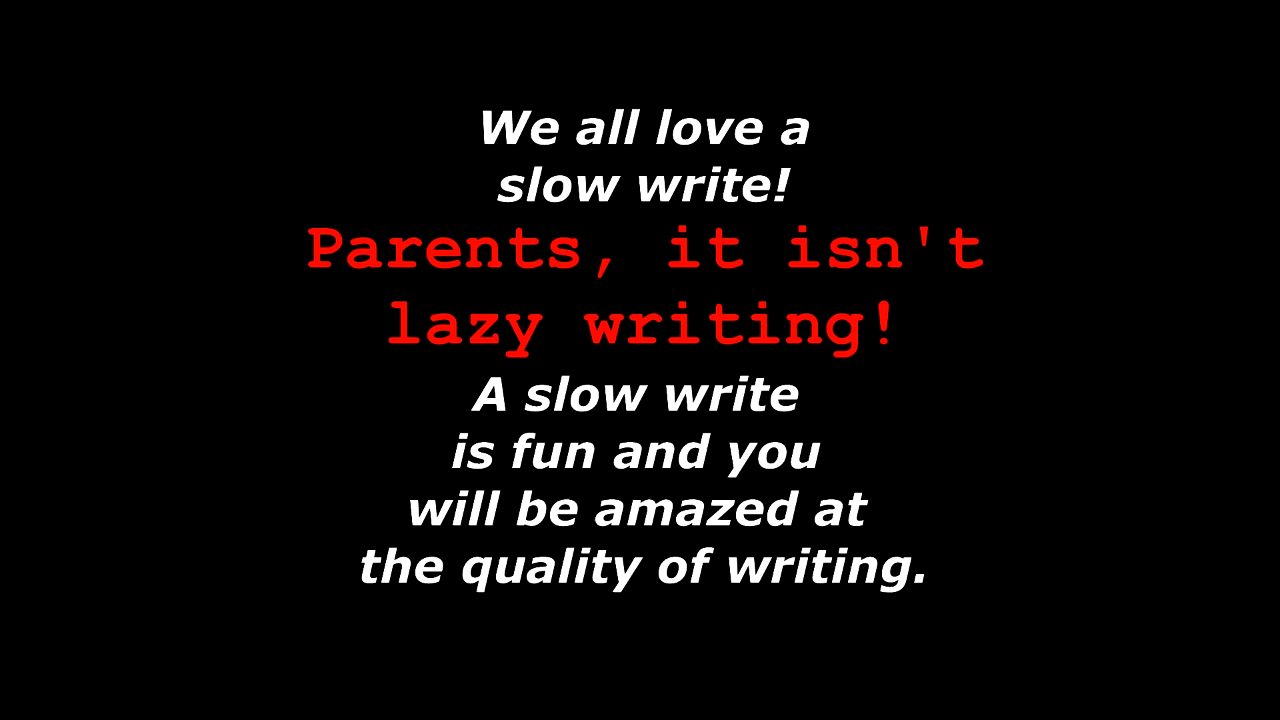 We all love a
slow write!
Parents, it isn't
lazy writing!
A slow write
is fun and you
will be amazed at
the quality of writing.